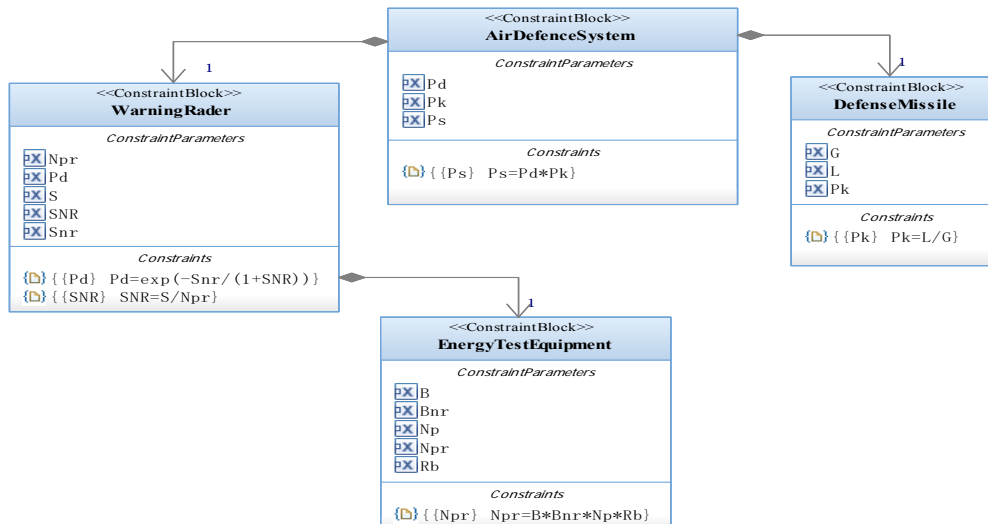 <<ConstraintBlock>>
AirDefenceSystem
ConstraintParameters
Pd
Pk
Ps
Constraints
{{Ps} Ps=Pd*Pk}
1
1
<<ConstraintBlock>>
WarningRader
ConstraintParameters
Npr
Pd
S
SNR
Snr
Constraints
{{Pd} Pd=exp(-Snr/(1+SNR))}
{{SNR} SNR=S/Npr}
<<ConstraintBlock>>
DefenseMissile
ConstraintParameters
G
L
Pk
Constraints
{{Pk} Pk=L/G}
1
<<ConstraintBlock>>
EnergyTestEquipment
ConstraintParameters
B
Bnr
Np
Npr
Rb
Constraints
{{Npr} Npr=B*Bnr*Np*Rb}